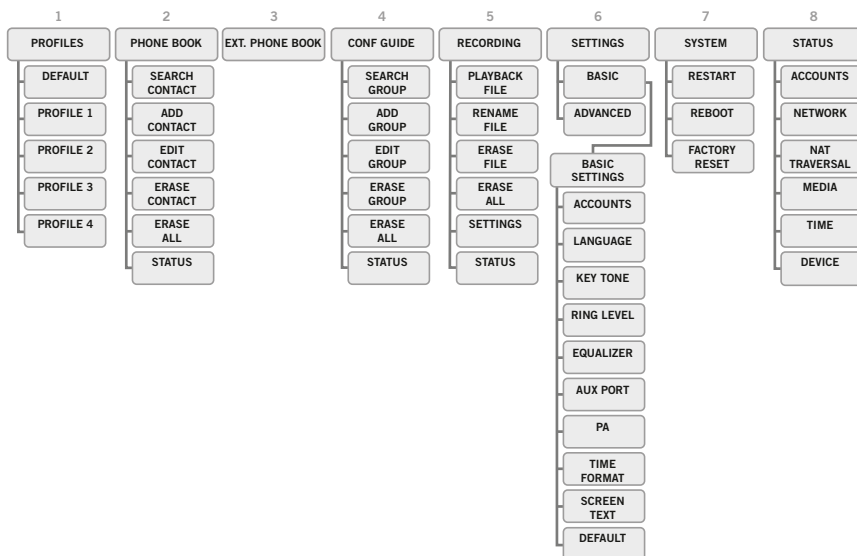 1
2
3
4
5
6
7
8
PROFILES
PHONE BOOK
EXT. PHONE BOOK
CONF GUIDE
RECORDING
SETTINGS
SYSTEM
STATUS
DEFAULT
PROFILE 1
PROFILE 2
PROFILE 3
PROFILE 4
SEARCH
CONTACT
ADD
CONTACT
EDIT
CONTACT
ERASE
CONTACT
ERASE
ALL
STATUS
SEARCH
GROUP
ADD
GROUP
EDIT
GROUP
ERASE
GROUP
ERASE
ALL
STATUS
PLAYBACK
FILE
RENAME
FILE
ERASE
FILE
ERASE
ALL
SETTINGS
STATUS
BASIC
ADVANCED
BASIC
SETTINGS
ACCOUNTS
LANGUAGE
KEY TONE
RING LEVEL
EQUALIZER
AUX PORT
PA
TIME
FORMAT
SCREEN
TEXT
DEFAULT
RESTART
REBOOT
FACTORY
RESET
ACCOUNTS
NETWORK
NAT
TRAVERSAL
MEDIA
TIME
DEVICE